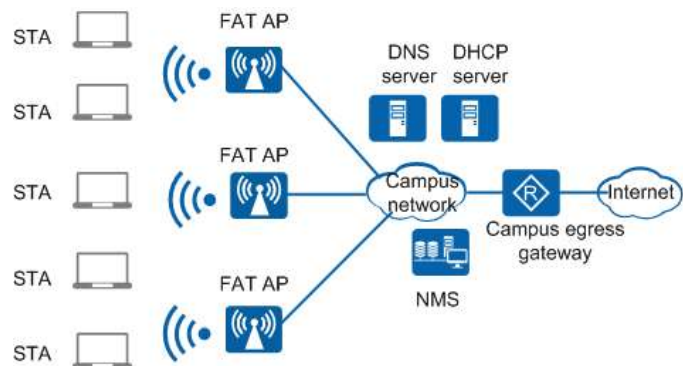 FAT AP
STA
DNS server
DHCP server
STA
FAT AP
STA
Campus network
R
Internet
Campus egress gateway
STA
FAT AP
NMS
STA